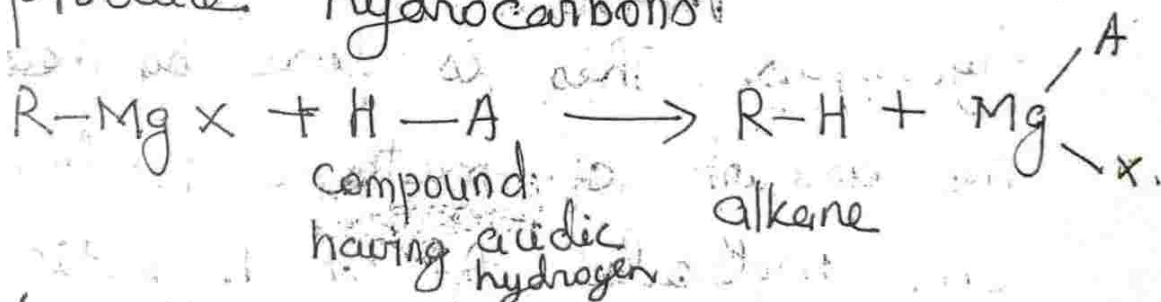 hydrocarbons.
R-Mg x + H - A ⟶ R-H + Mg
A
x.
compound
having acidic
hydrogen.
alkane